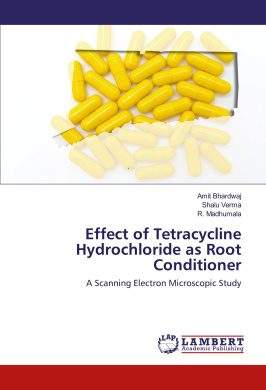 Amit Bhardwaj
Shalu Verma
R. Madhumala
Effect of Tetracycline
Hydrochloride as Root
Conditioner
A Scanning Electron Microscopic Study
LAP
LAMBERT
Academic Publishing